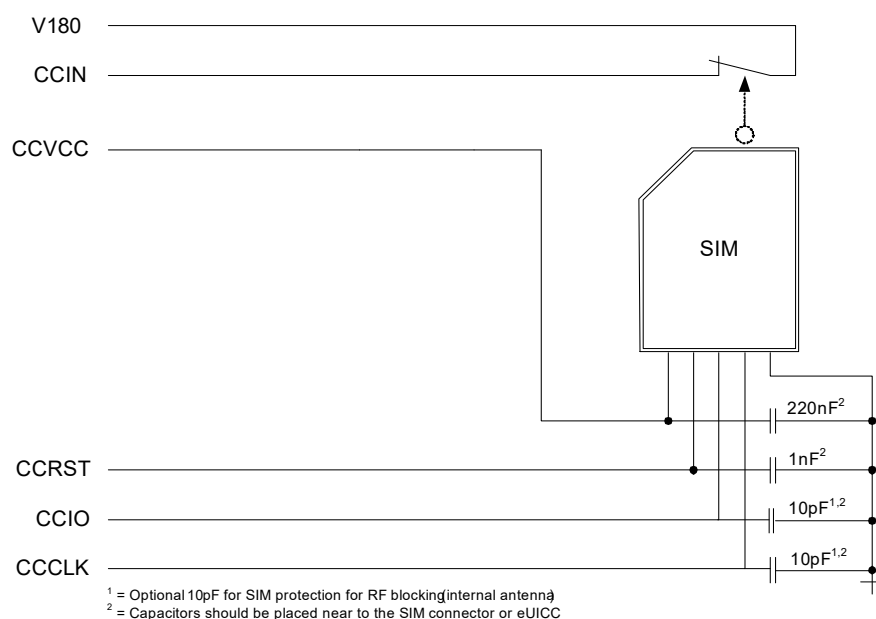 V180
CCIN
CCVCC
SIM
220nF²
CCRST
1nF²
CCIO
10pF¹,²
CCCLK
10pF¹,²
¹ = Optional 10pF for SIM protection for RF blocking(internal antenna)
² = Capacitors should be placed near to the SIM connector or eUICC